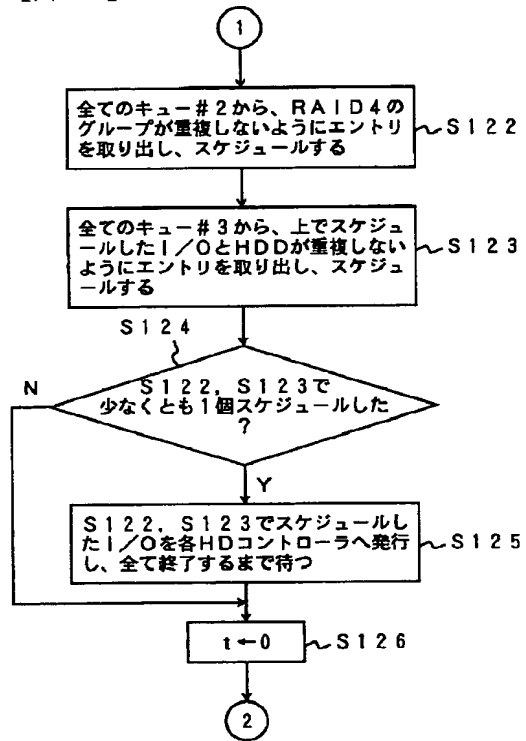 1
全てのキュー#2から、RAID4の
グループが重複しないようにエントリ
を取り出し、スケジュールする
S122
全てのキュー#3から、上でスケジュ
ールしたI/OとHDDが重複しない
ようにエントリを取り出し、スケジュ
ールする
S123
S124
N
S122,S123で
少なくとも1個スケジュールした
?
Y
S122,S123でスケジュールし
たI/Oを各HDコントローラへ発行
し、全て終了するまで待つ
S125
t←0
S126
2